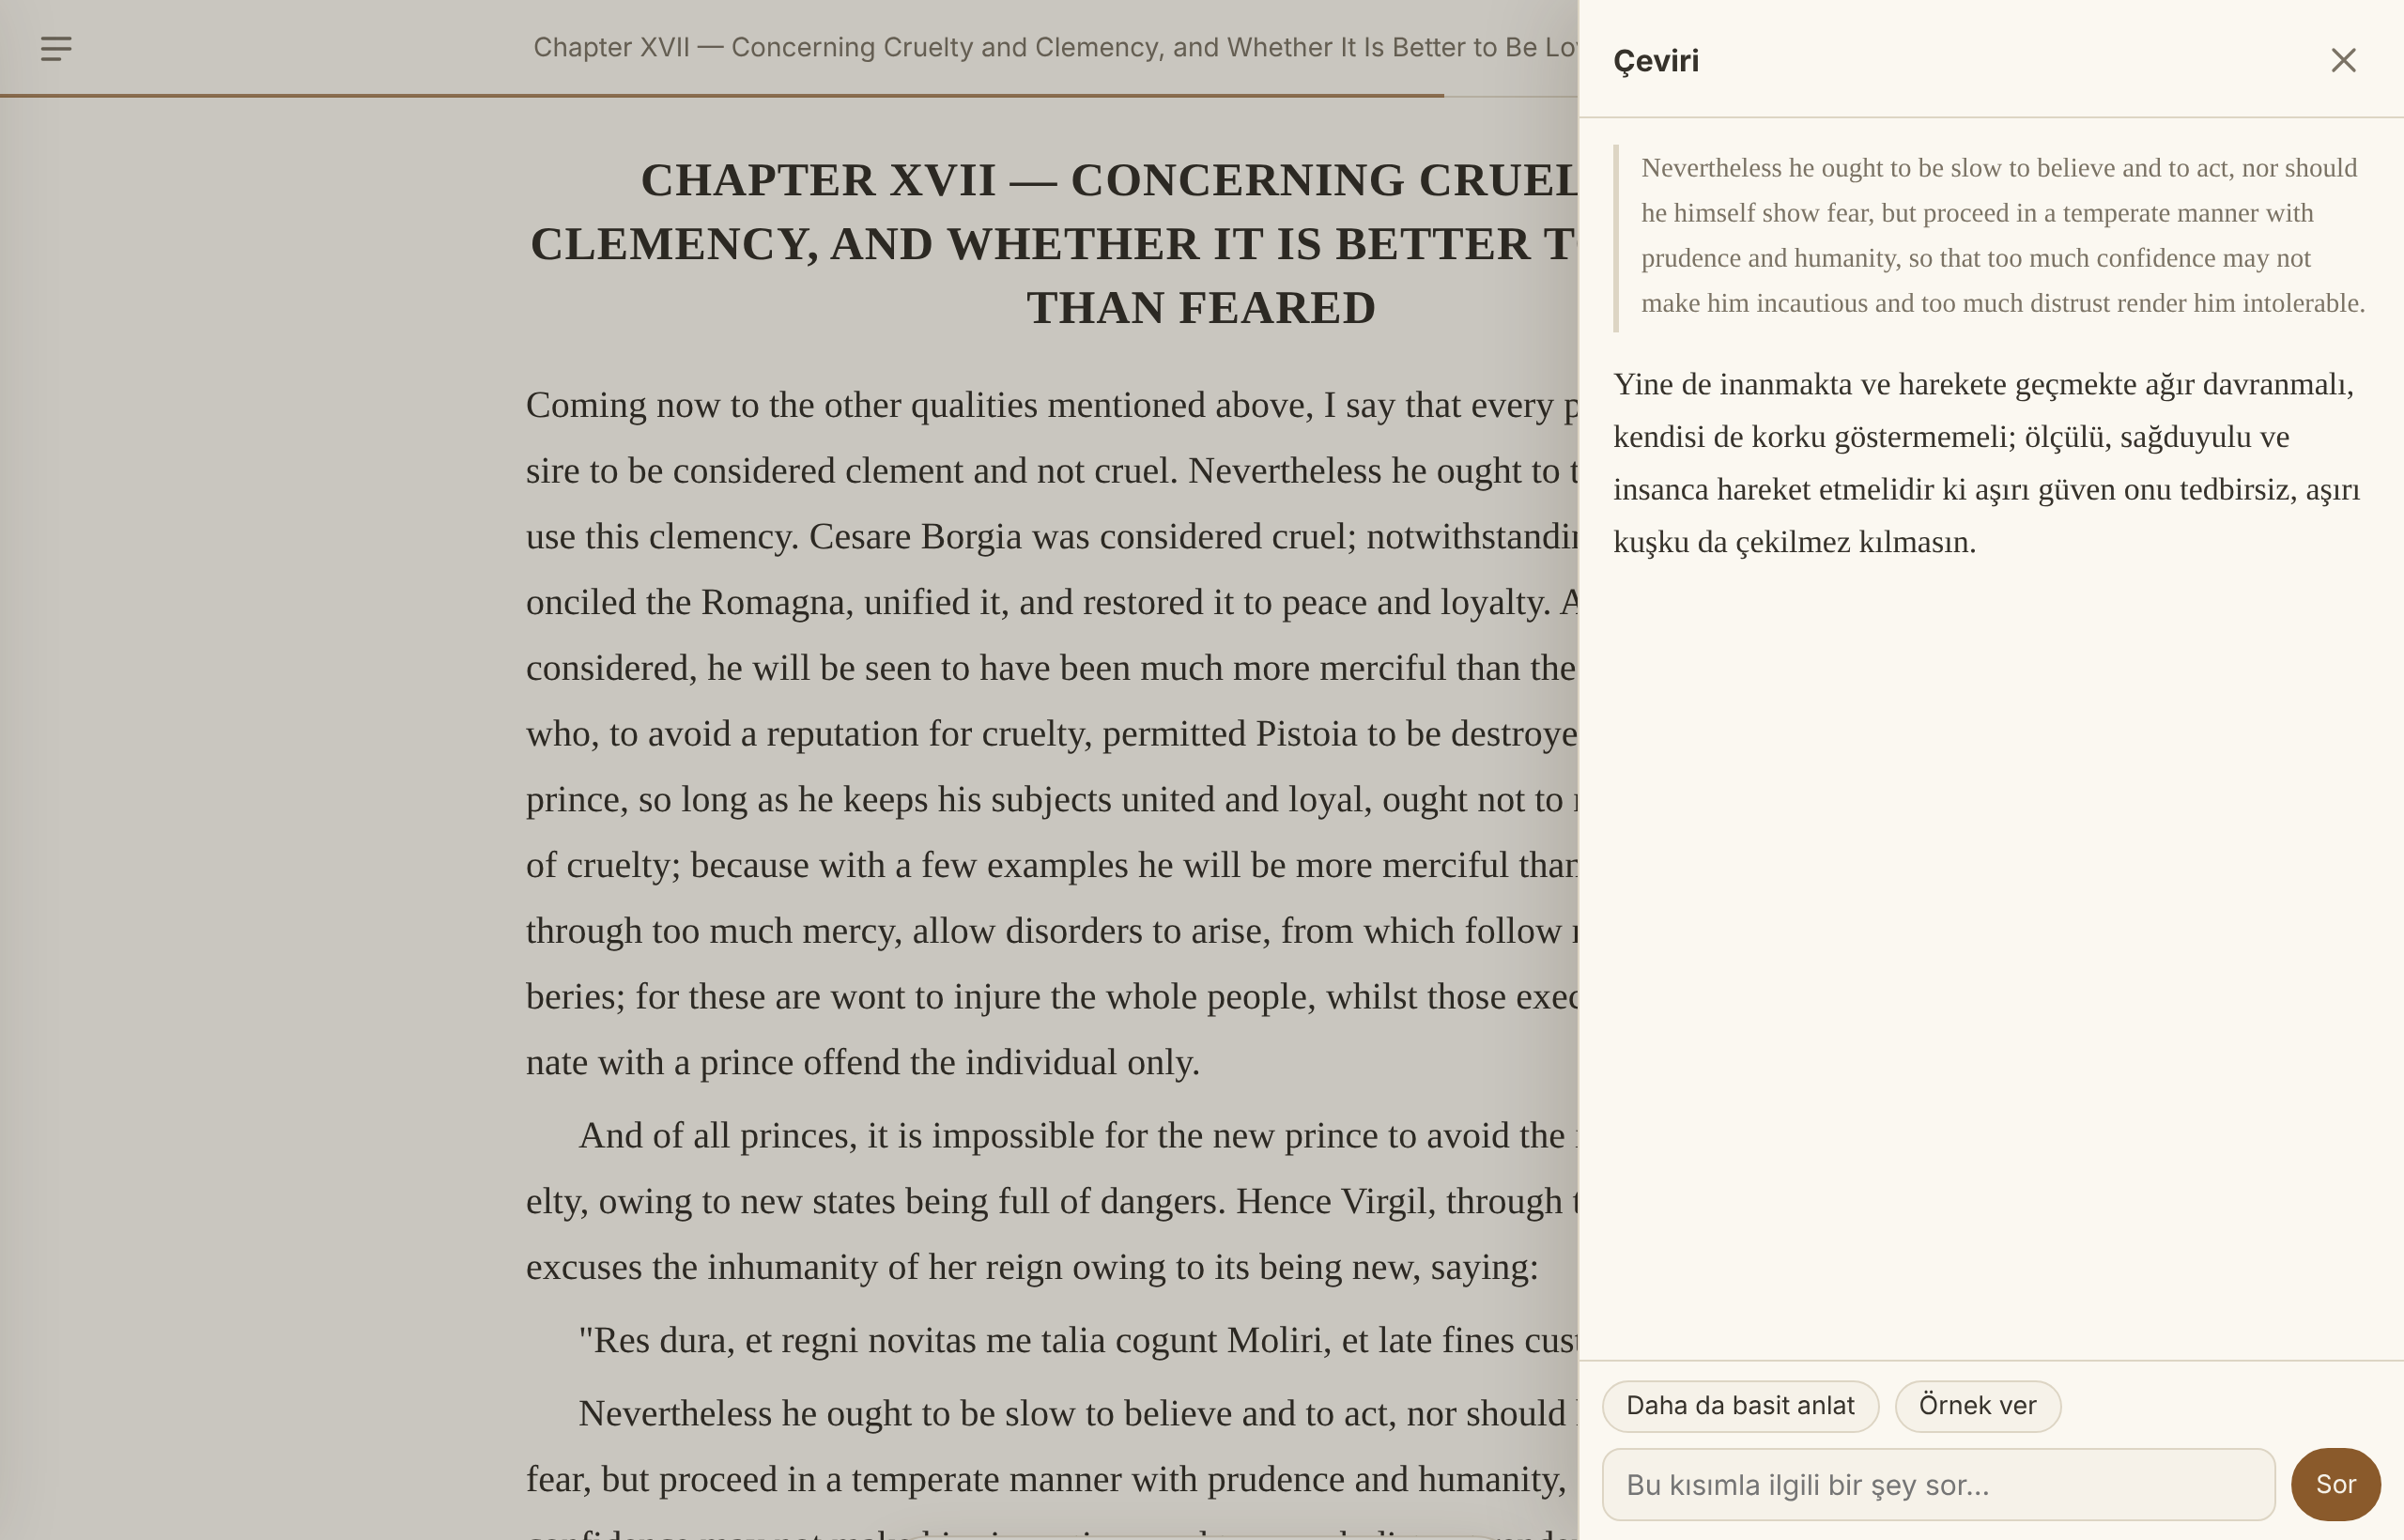 Chapter XVII — Concerning Cruelty and Clemency, and Whether It Is Better to Be
CHAPTER XVII — CONCERNING
CLEMENCY, AND WHETHER IT IS BETTER
THAN FEARED
Coming now to the other qualities mentioned above, I say that every
sire to be considered clement and not cruel. Nevertheless he ought to
use this clemency. Cesare Borgia was considered cruel;
onciled the Romagna, unified it, and restored it to peace and loyalty.
considered, he will be seen to have been much more merciful than the
who, to avoid a reputation for cruelty, permitted Pistoia to be
prince, so long as he keeps his subjects united and loyal, ought not to
of cruelty; because with a few examples he will be more merciful
through too much mercy, allow disorders to arise, from which follow
beries; for these are wont to injure the whole people, whilst those
nate with a prince offend the individual only.
And of all princes, it is impossible for the new prince to avoid the
elty, owing to new states being full of dangers. Hence Virgil, through
excuses the inhumanity of her reign owing to its being new, saying:
"Res dura, et regni novitas me talia cogunt Moliri, et late fines
Nevertheless he ought to be slow to believe and to act, nor should
fear, but proceed in a temperate manner with prudence and humanity,
Çeviri
Nevertheless he ought to be slow to believe and to act, nor should
he himself show fear, but proceed in a temperate manner with
prudence and humanity, so that too much confidence may not
make him incautious and too much distrust render him intolerable.
Yine de inanmakta ve harekete geçmekte ağır davranmalı,
kendisi de korku göstermemeli; ölçülü, sağduyulu ve
insanca hareket etmelidir ki aşırı güven onu tedbirsiz, aşırı
kuşku da çekilmez kılmasın.
Daha da basit anlat
Örnek ver
Bu kısımla ilgili bir şey sor...
Sor